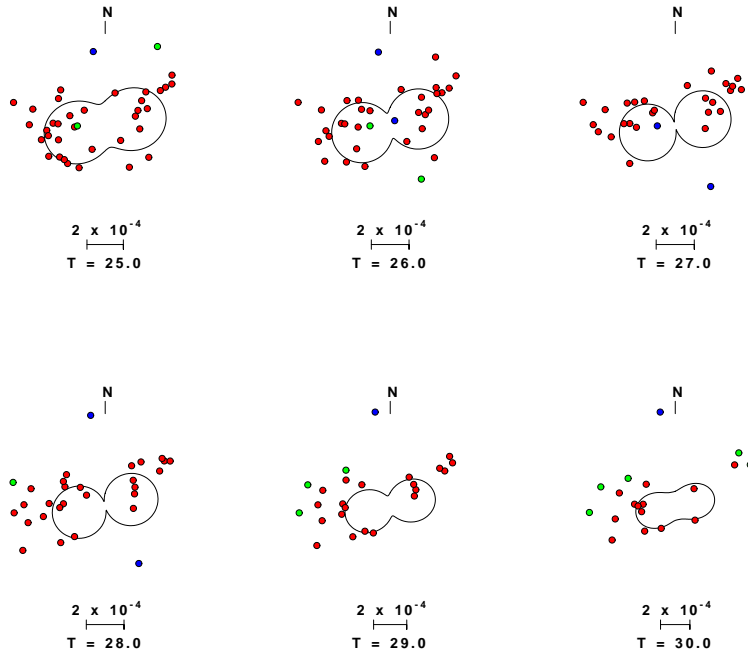 N N N
2 x 10-4 2 x 10-4 2 x 10-4
T = 25.0 T = 26.0 T = 27.0
N N N
2 x 10-4 2 x 10-4 2 x 10-4
T = 28.0 T = 29.0 T = 30.0